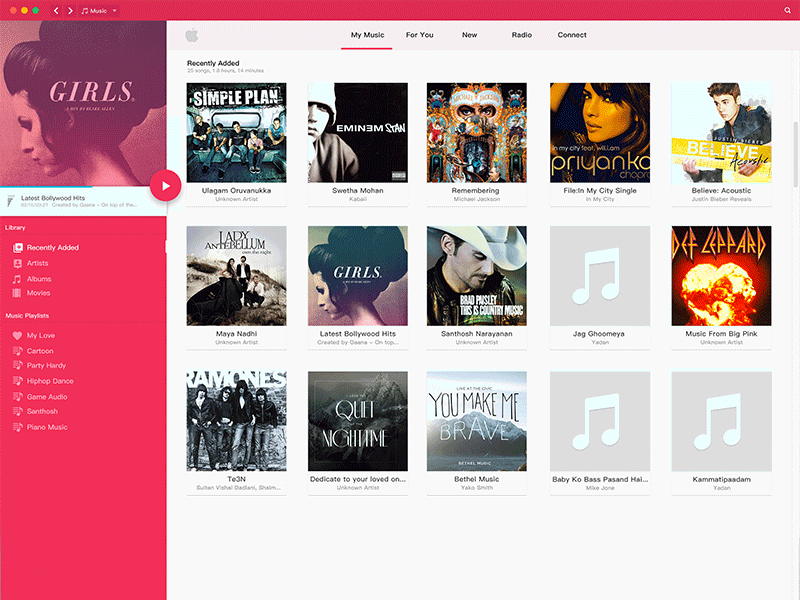 Music
My Music
For You
New
Radio
Connect
GIRLS
A MIX BY BLAKE ALLEN
Latest Bollywood Hits
Created by Gaana – On top of the...
Library
Recently Added
Artists
Albums
Movies
Music Playlists
My Love
Cartoon
Party Hardy
Hiphop Dance
Game Audio
Santhosh
Piano Music
Recently Added
25 songs, 1.8 hours, 14 minutes
SIMPLE PLAN
EMINEM STAN
MICHAEL JACKSON
in my city feat. will.i.am
priyanka
chopra
JUSTIN BIEBER
BELIEVE
Acoustic
Ulagam Oruvanukka
Unknown Artist
Swetha Mohan
Kabali
Remembering
Michael Jackson
File:In My City Single
In My City
Believe: Acoustic
Justin Bieber Reveals
LADY
ANTEBELLUM
own the night
GIRLS
BRAD PAISLEY
THIS IS COUNTRY MUSIC
DEF LEPPARD
Maya Nadhi
Unknown Artist
Latest Bollywood Hits
Created by Gaana – On top...
Santhosh Narayanan
Unknown Artist
Jag Ghoomeya
Yadan
Music From Big Pink
Unknown Artist
RAMONES
QUIET
NIGHTTIME
LIVE AT THE CIVIC
YOU MAKE ME
BRAVE
BETHEL MUSIC
Te3N
Sultan Vishal Dadlani, Shalm...
Dedicate to your loved on...
Unknown Artist
Bethel Music
Yako Smith
Baby Ko Bass Pasand Hai...
Mike Jone
Kammatipaadam
Yadan